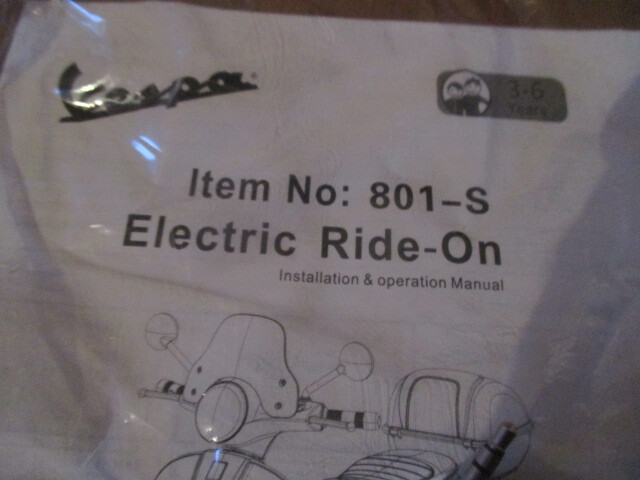 Vespa
3-6
Years
Item No: 801-S
Electric Ride-On
Installation & operation Manual